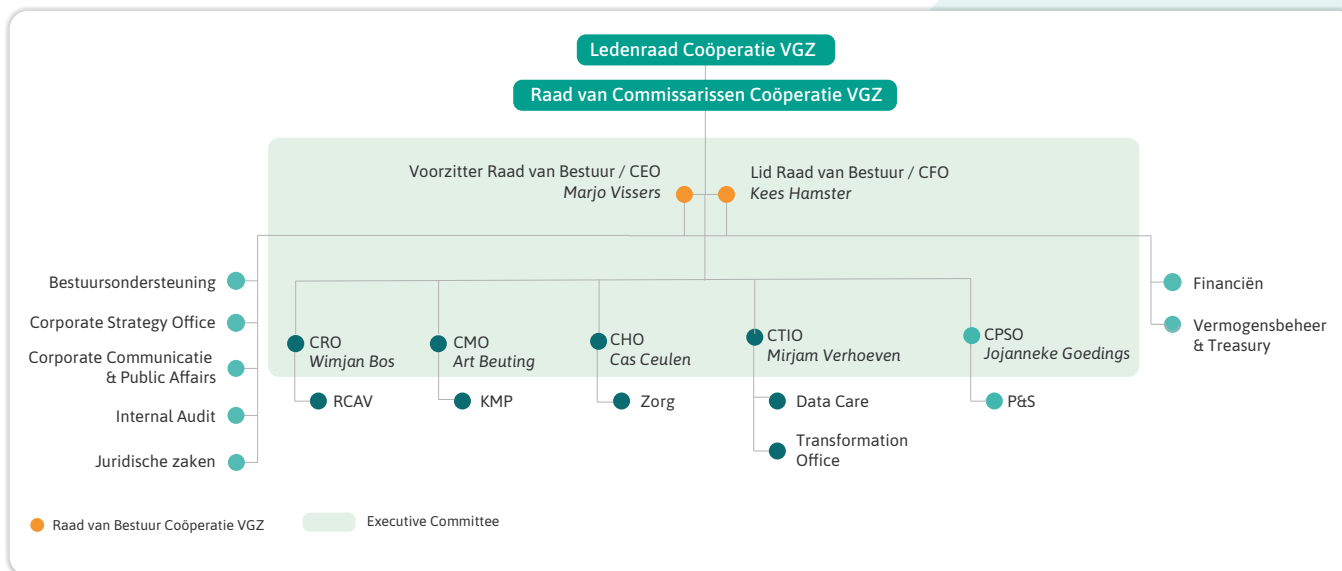 Ledenraad Coöperatie VGZ
Raad van Commissarissen Coöperatie VGZ
Voorzitter Raad van Bestuur / CEO
Marjo Vissers
Lid Raad van Bestuur / CFO
Kees Hamster
Bestuursondersteuning
Corporate Strategy Office
Corporate Communicatie
& Public Affairs
Internal Audit
Juridische zaken
CRO
Wimjan Bos
RCAV
CMO
Art Beuting
KMP
CHO
Cas Ceulen
Zorg
CTIO
Mirjam Verhoeven
Data Care
Transformation
Office
CPSO
Jojanneke Goedings
P&S
Financiën
Vermogensbeheer
& Treasury
Raad van Bestuur Coöperatie VGZ
Executive Committee